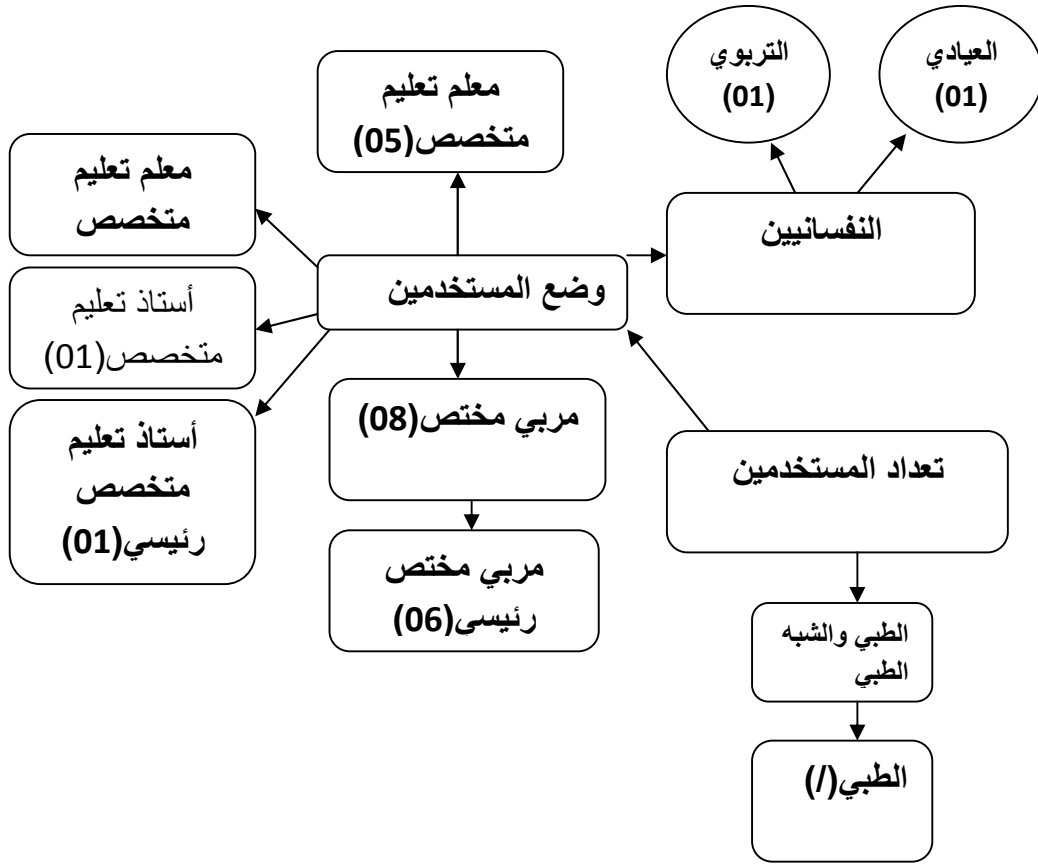 العيادي
(01)
التربوي
(01)
معلم تعليم
متخصص(05)
معلم تعليم
متخصص
النفسانيين
وضع المستخدمين
أستاذ تعليم
متخصص(01)
مربي مختص(08)
أستاذ تعليم
متخصص
رئيسي(01)
تعداد المستخدمين
مربي مختص
رئيسي(06)
الطبي والشبه
الطبي
الطبي(/)